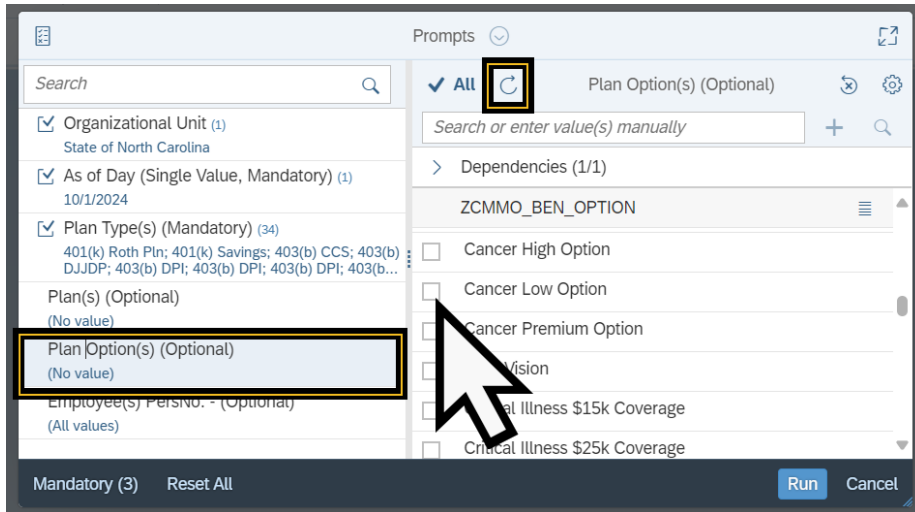 Prompts
Search
Organizational Unit (1)
State of North Carolina
As of Day (Single Value, Mandatory) (1)
10/1/2024
Plan Type(s) (Mandatory) (34)
401(k) Roth Pln; 401(k) Savings; 403(b) CCS; 403(b)
DJJDP; 403(b) DPI; 403(b) DPI; 403(b) DPI; 403(b...
Plan(s) (Optional)
(No value)
Plan Option(s) (Optional)
(No value)
Employee(s) PersNo. - (Optional)
(All values)
All
Plan Option(s) (Optional)
Search or enter value(s) manually
Dependencies (1/1)
ZCMMO_BEN_OPTION
Cancer High Option
Cancer Low Option
Cancer Premium Option
Vision
Illness $15k Coverage
Critical Illness $25k Coverage
Mandatory (3)
Reset All
Run
Cancel